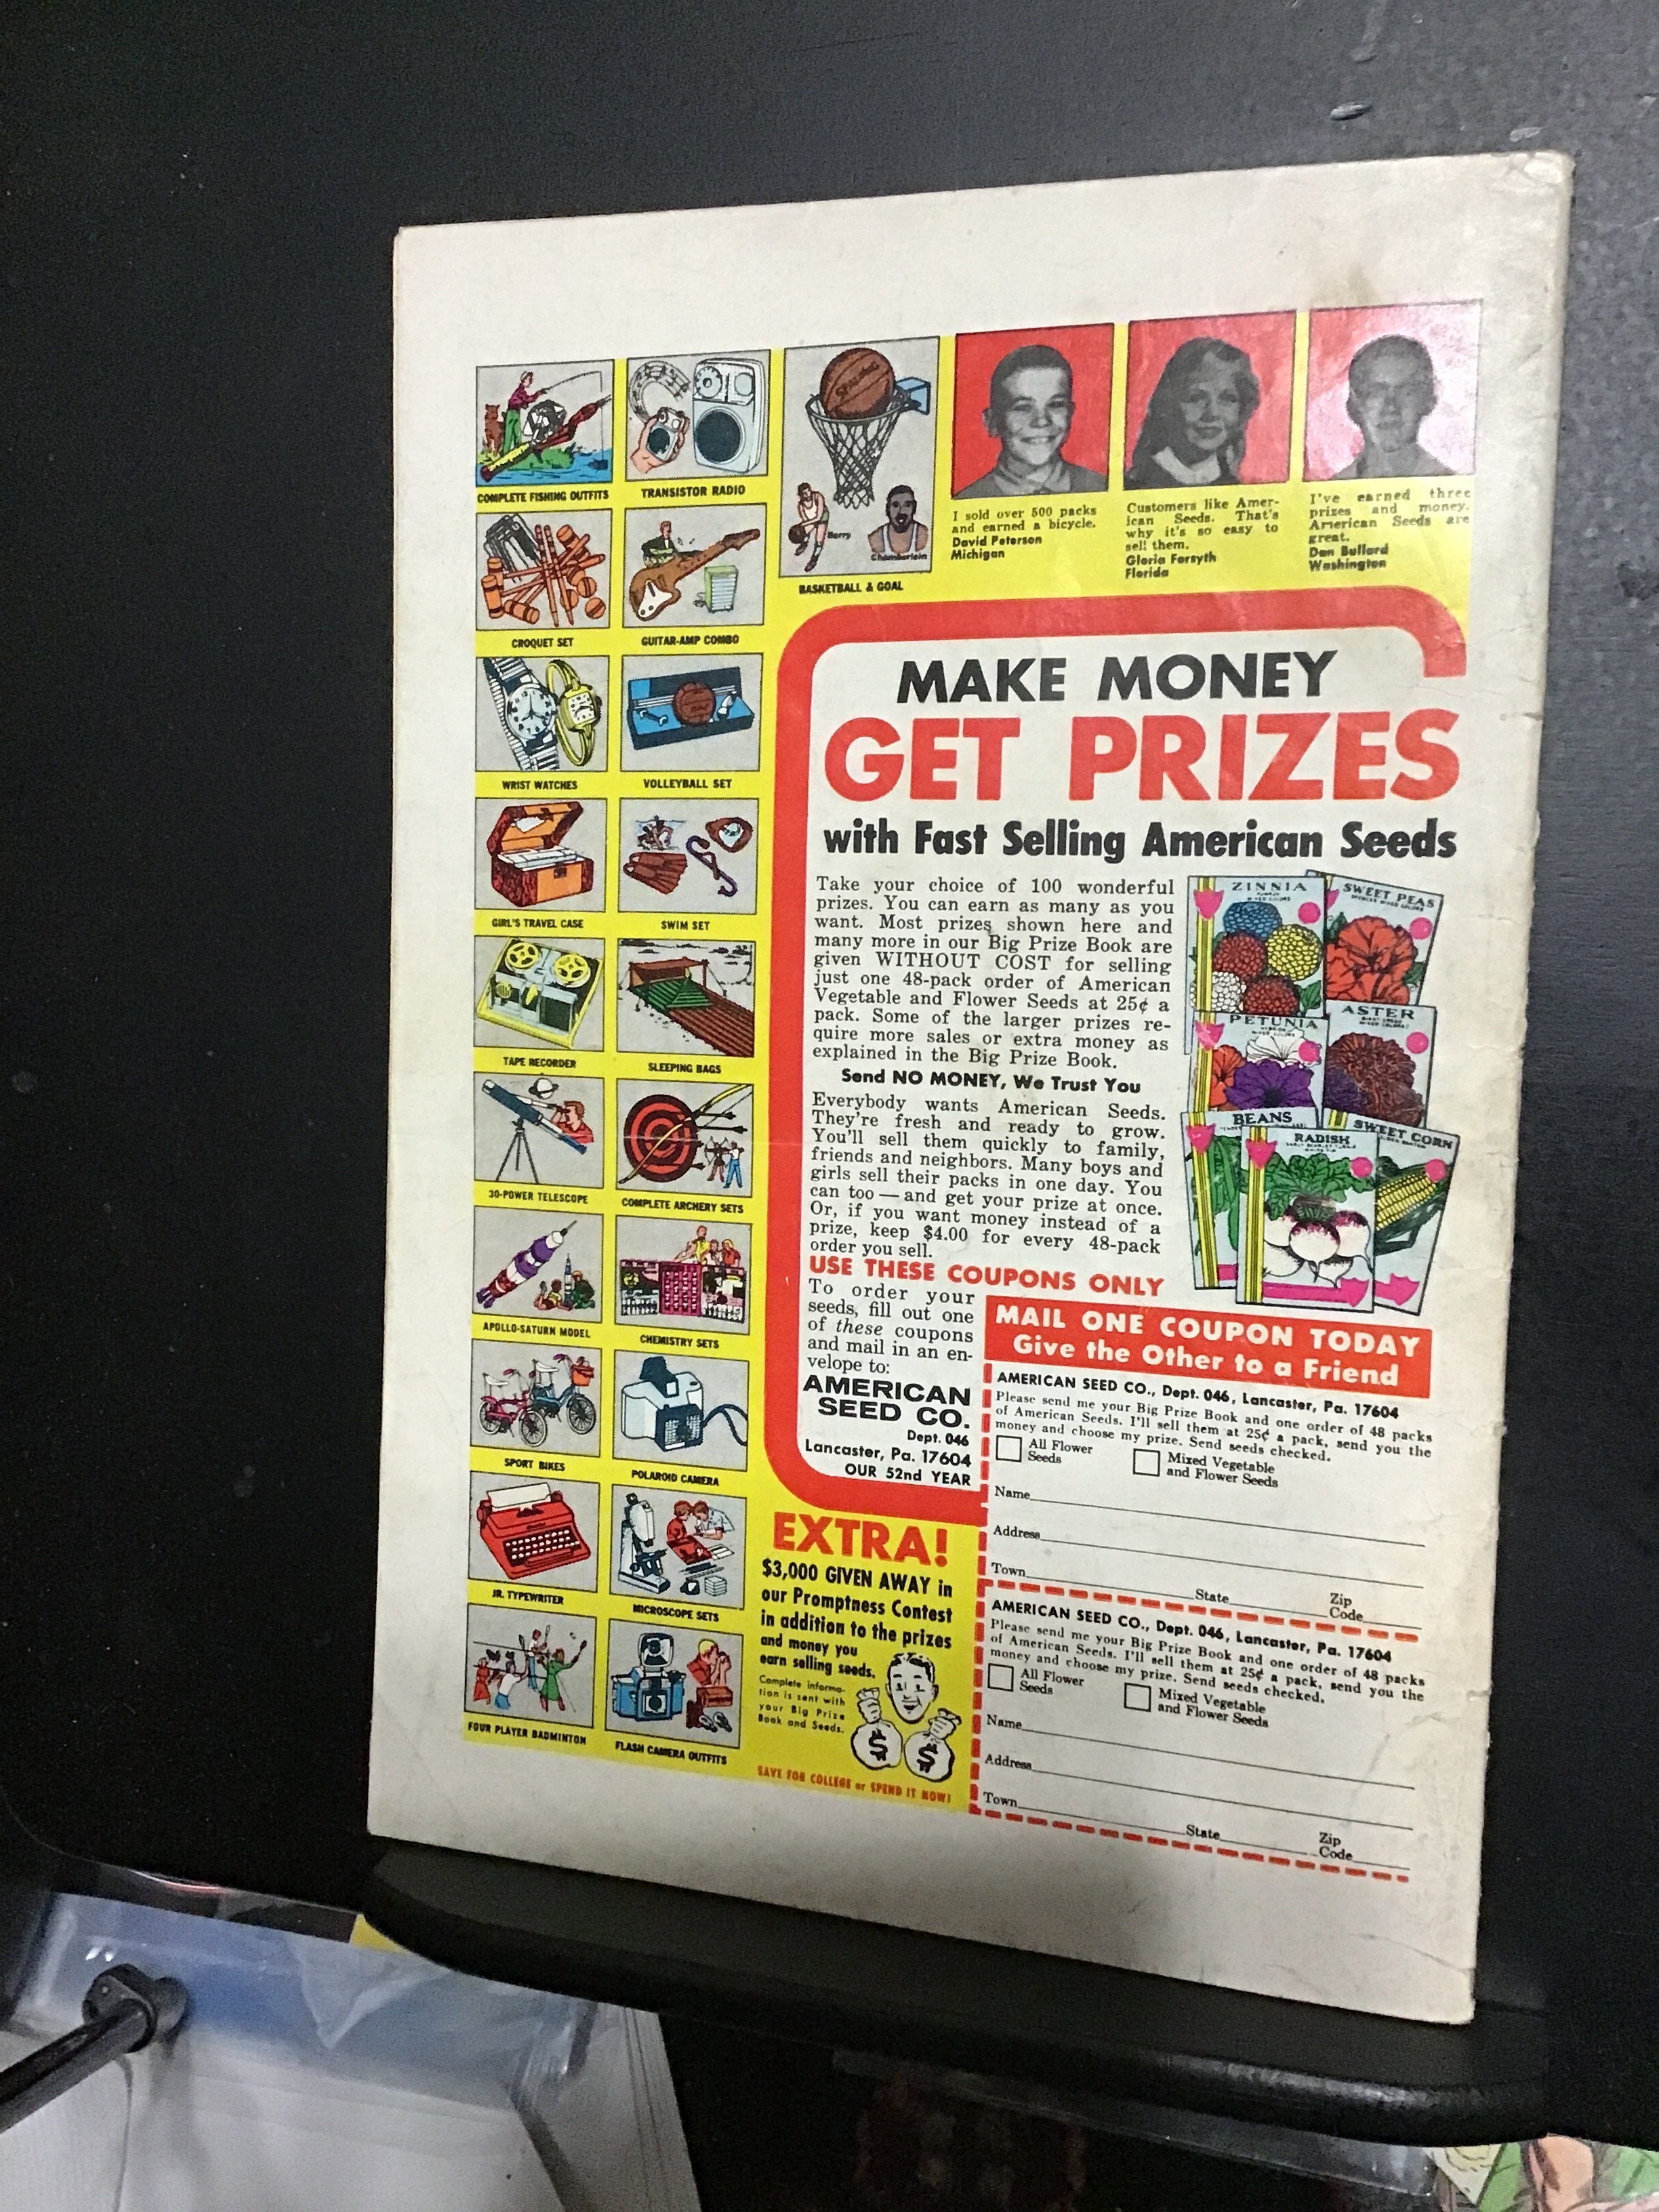 COMPLETE FISHING OUTFITS
TRANSISTOR RADIO
SPALDING
Barry
Chamberlain
BASKETBALL & GOAL
CROQUET SET
GUITAR-AMP COMBO
WRIST WATCHES
VOLLEYBALL SET
GIRL'S TRAVEL CASE
SWIM SET
TAPE RECORDER
SLEEPING BAGS
30-POWER TELESCOPE
COMPLETE ARCHERY SETS
APOLLO-SATURN MODEL
CHEMISTRY SETS
SPORT BIKES
POLAROID CAMERA
JR. TYPEWRITER
MICROSCOPE SETS
FOUR PLAYER BADMINTON
FLASH CAMERA OUTFITS
I sold over 500 packs
and earned a bicycle.
David Peterson
Michigan
Customers like Amer-
ican Seeds. That's
why it's so easy to
sell them.
Gloria Forsyth
Florida
I've earned three
prizes and money.
American Seeds are
great.
Dan Bullard
Washington
MAKE MONEY
GET PRIZES
with Fast Selling American Seeds
Take your choice of 100 wonderful
prizes. You can earn as many as you
want. Most prizes shown here and
many more in our Big Prize Book are
given WITHOUT COST for selling
just one 48-pack order of American
Vegetable and Flower Seeds at 25¢ a
pack. Some of the larger prizes re-
quire more sales or extra money as
explained in the Big Prize Book.
Send NO MONEY, We Trust You
Everybody wants American Seeds.
They're fresh and ready to grow.
You'll sell them quickly to family,
friends and neighbors. Many boys and
girls sell their packs in one day. You
can too — and get your prize at once.
Or, if you want money instead of a
prize, keep $4.00 for every 48-pack
order you sell.
ZINNIA
MIXED COLORS
SWEET PEAS
SPENCER MIXED COLORS
PETUNIA
ASTER
BEANS
RADISH
SWEET CORN
USE THESE COUPONS ONLY
To order your
seeds, fill out one
of these coupons
and mail in an en-
velope to:
AMERICAN
SEED CO.
Dept. 046
Lancaster, Pa. 17604
OUR 52nd YEAR
MAIL ONE COUPON TODAY
Give the Other to a Friend
AMERICAN SEED CO., Dept. 046, Lancaster, Pa. 17604
Please send me your Big Prize Book and one order of 48 packs
of American Seeds. I'll sell them at 25¢ a pack, send you the
money and choose my prize. Send seeds checked.
All Flower
Seeds
Mixed Vegetable
and Flower Seeds
Name
Address
Town State Zip Code
AMERICAN SEED CO., Dept. 046, Lancaster, Pa. 17604
Please send me your Big Prize Book and one order of 48 packs
of American Seeds. I'll sell them at 25¢ a pack, send you the
money and choose my prize. Send seeds checked.
All Flower
Seeds
Mixed Vegetable
and Flower Seeds
Name
Address
Town State Zip Code
EXTRA!
$3,000 GIVEN AWAY in
our Promptness Contest
in addition to the prizes
and money you
earn selling seeds.
Complete informa-
tion is sent with
your Big Prize
Book and Seeds.
$ $
SAVE FOR COLLEGE or SPEND IT NOW!